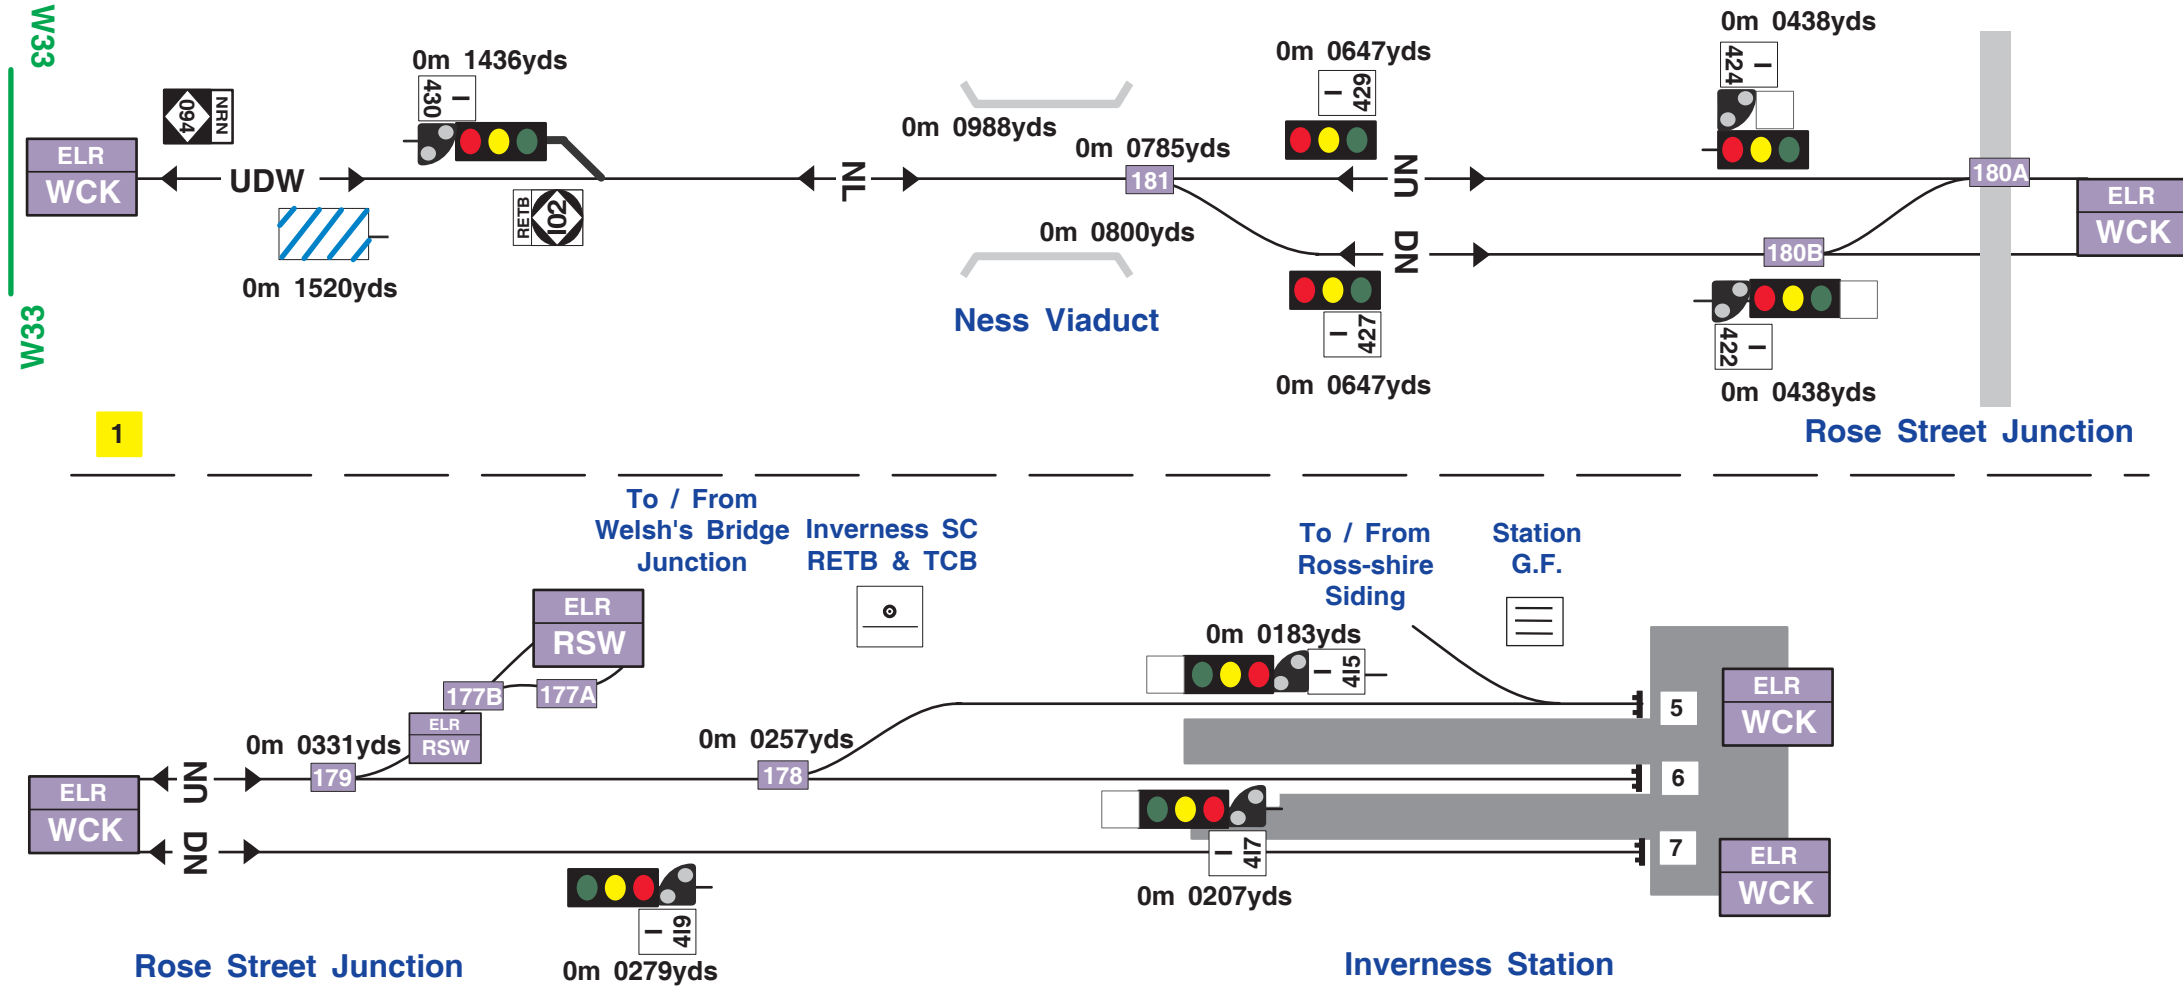 W33
0m 1436yds
0m 0647yds
0m 0438yds
094 NRN
430 I
I 429
424 I
0m 0988yds
0m 0785yds
ELR
WCK
UDW
NL
181
UN
180A
ELR
WCK
RETB I02
0m 0800yds
DN
180B
0m 1520yds
W33
Ness Viaduct
I 427
422 I
0m 0647yds
0m 0438yds
1
Rose Street Junction
To / From
Welsh's Bridge
Junction
Inverness SC
RETB & TCB
To / From
Ross-shire
Siding
Station
G.F.
ELR
RSW
0m 0183yds
I 4I5
177B
177A
ELR
RSW
5
ELR
WCK
0m 0331yds
0m 0257yds
UN
179
178
6
ELR
WCK
DN
I 4I7
7
ELR
WCK
0m 0207yds
I 4I9
Rose Street Junction
0m 0279yds
Inverness Station